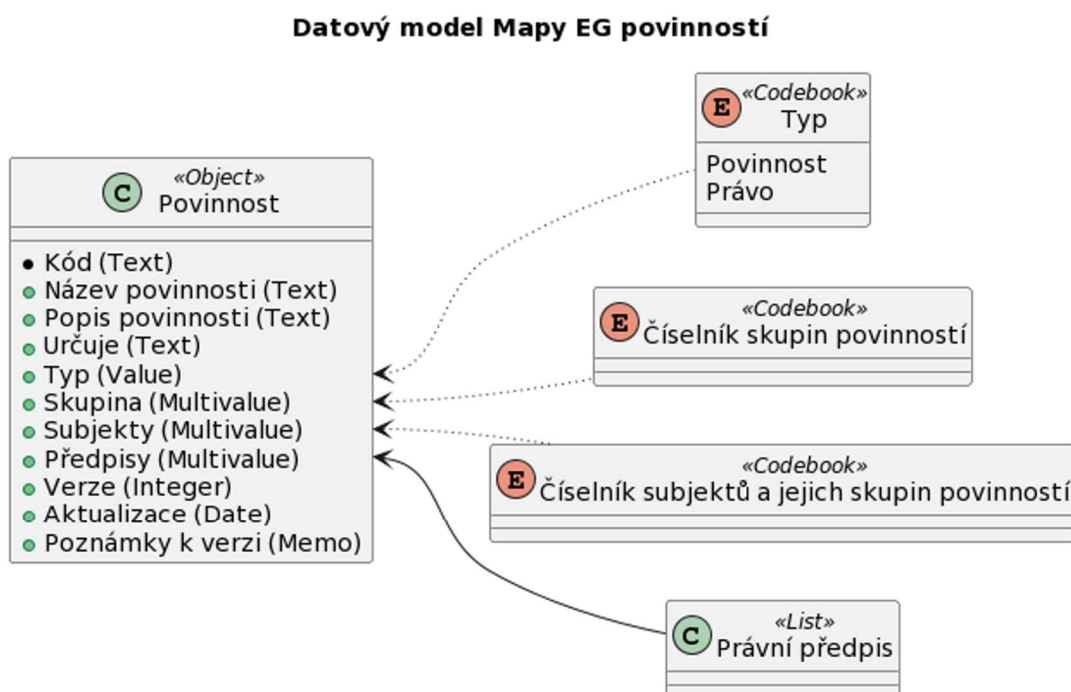 Datový model Mapy EG povinností
C
«Object»
Povinnost
Kód (Text)
Název povinnosti (Text)
Popis povinnosti (Text)
Určuje (Text)
Typ (Value)
Skupina (Multivalue)
Subjekty (Multivalue)
Předpisy (Multivalue)
Verze (Integer)
Aktualizace (Date)
Poznámky k verzi (Memo)
E
«Codebook»
Typ
Povinnost
Právo
E
«Codebook»
Číselník skupin povinností
E
«Codebook»
Číselník subjektů a jejich skupin povinností
C
«List»
Právní předpis